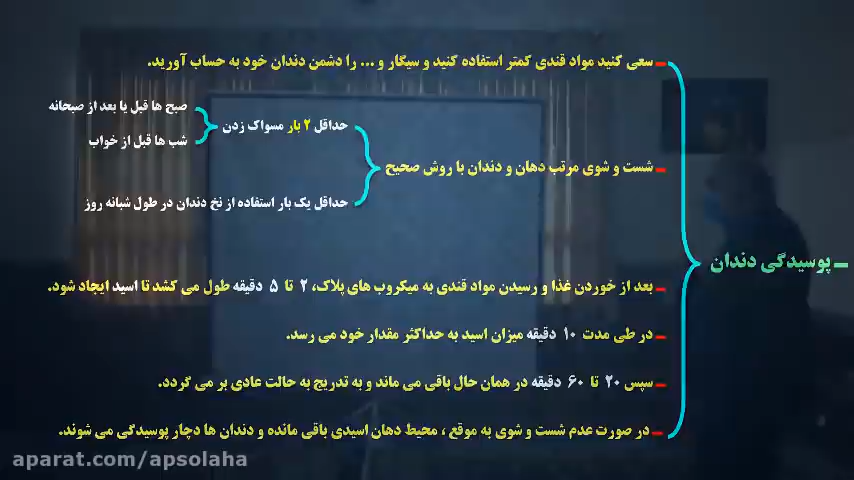 سعی کنید مواد قندی کمتر استفاده کنید و سیگار و ... را دشمن دندان خود به حساب آورید.
شست و شوی مرتب دهان و دندان با روش صحیح
حداقل ۲ بار مسواک زدن
صبح ها قبل یا بعد از صبحانه
شب ها قبل از خواب
حداقل یک بار استفاده از نخ دندان در طول شبانه روز
پوسیدگی دندان
بعد از خوردن غذا و رسیدن مواد قندی به میکروب های پلاک، ۲ تا ۵ دقیقه طول می کشد تا اسید ایجاد شود.
در طی مدت ۱۰ دقیقه میزان اسید به حداکثر مقدار خود می رسد.
سپس ۲۰ تا ۶۰ دقیقه در همان حال باقی می ماند و به تدریج به حالت عادی بر می گردد.
در صورت عدم شست و شوی به موقع ، محیط دهان اسیدی باقی مانده و دندان ها دچار پوسیدگی می شوند.
aparat.com/apsolaha